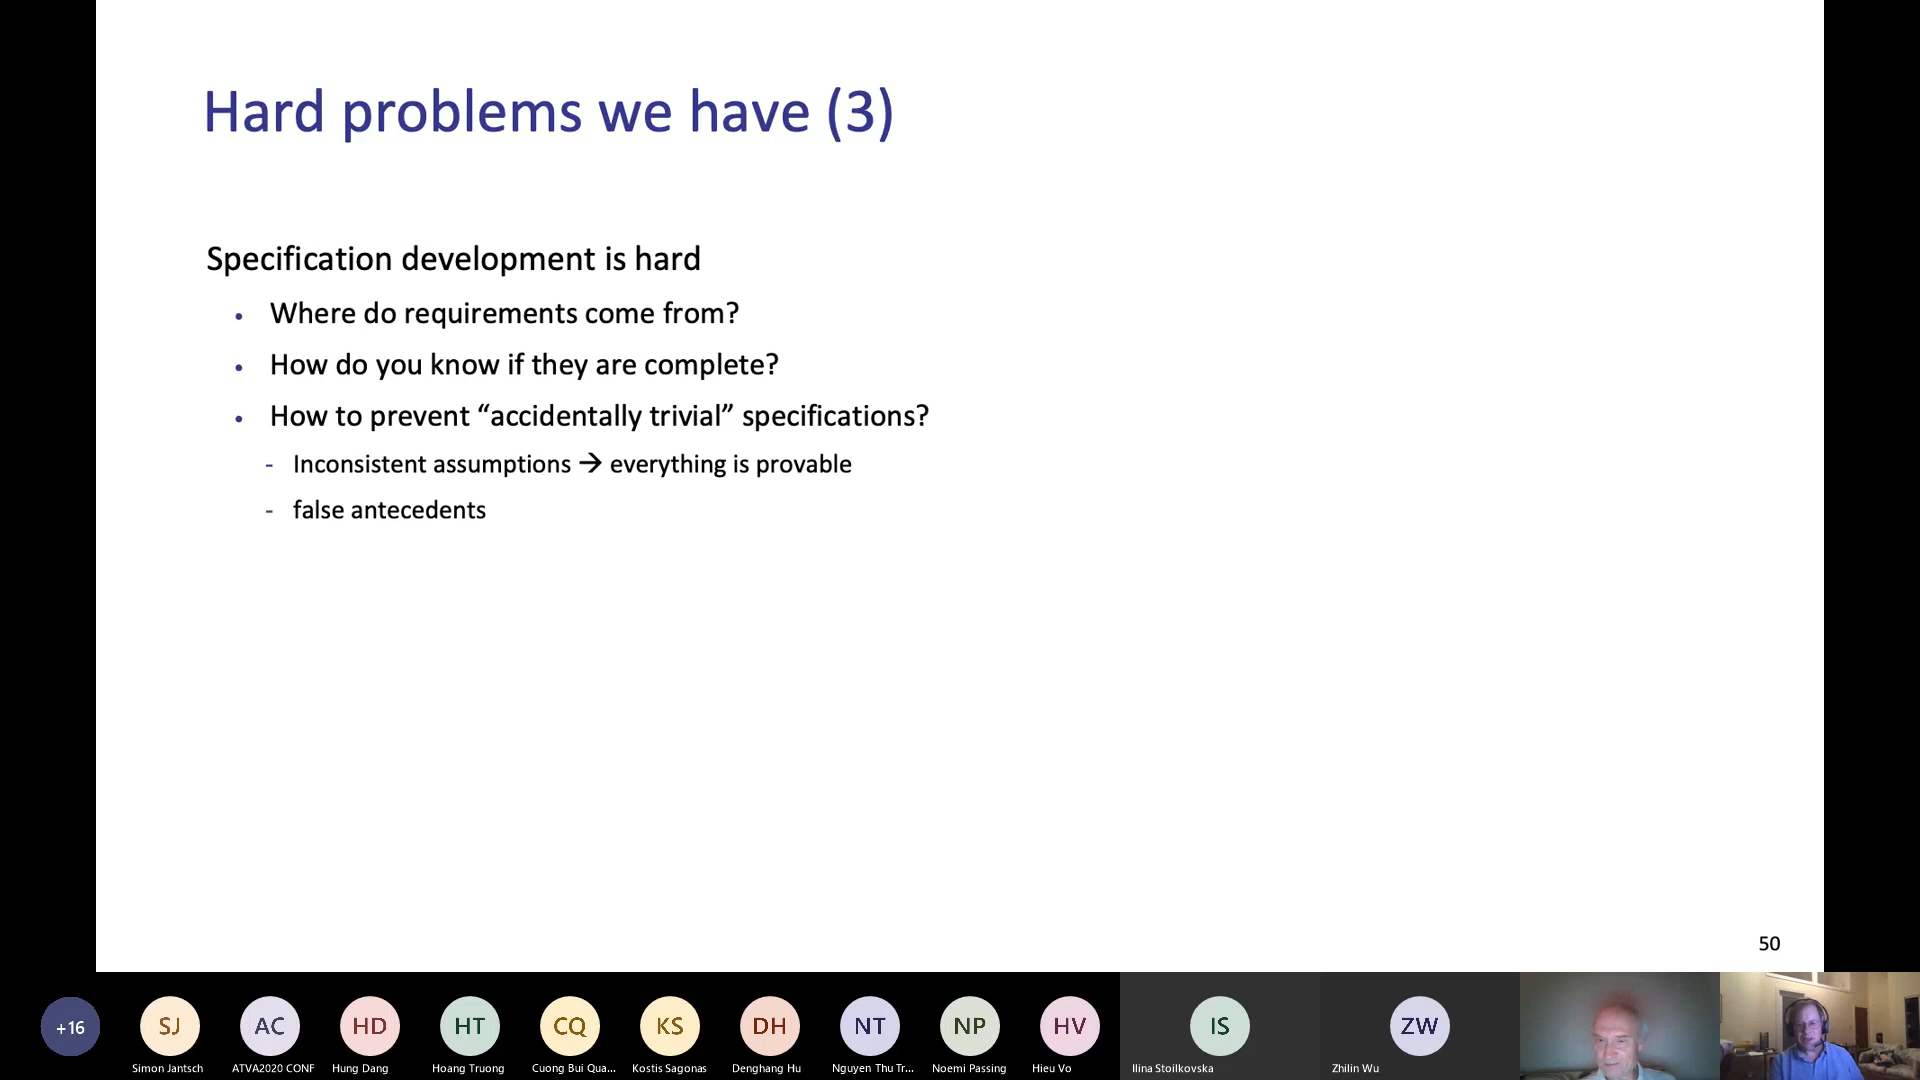 Hard problems we have (3)
Specification development is hard
• Where do requirements come from?
• How do you know if they are complete?
• How to prevent “accidentally trivial” specifications?
- Inconsistent assumptions → everything is provable
- false antecedents
50
+16 SJ AC HD HT CQ KS DH NT NP HV IS ZW
Simon Jantsch ATVA2020 CONF Hung Dang Hoang Truong Cuong Bui Qua... Kostis Sagonas Denghang Hu Nguyen Thu Tr... Noemi Passing Hieu Vo Ilina Stoilkovska Zhilin Wu